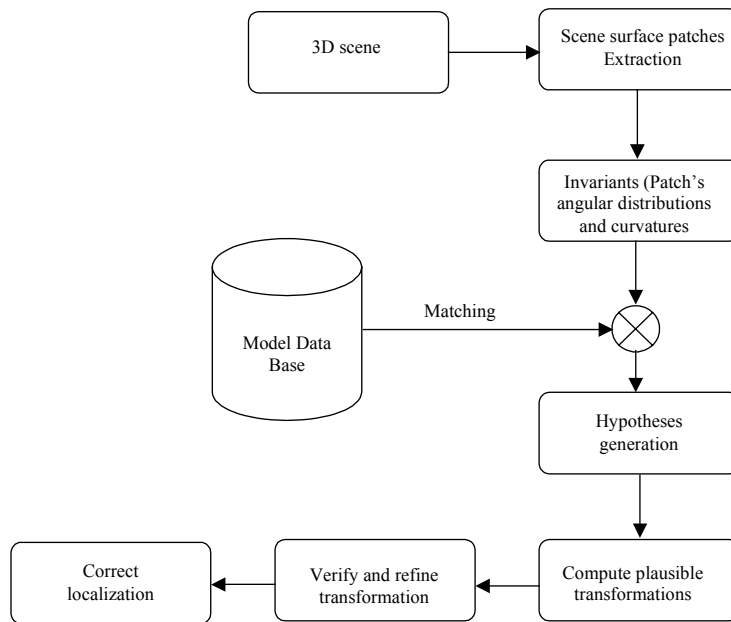 3D scene
Scene surface patches
Extraction
Invariants (Patch’s
angular distributions
and curvatures
Matching
Model Data
Base
Hypotheses
generation
Compute plausible
transformations
Verify and refine
transformation
Correct
localization